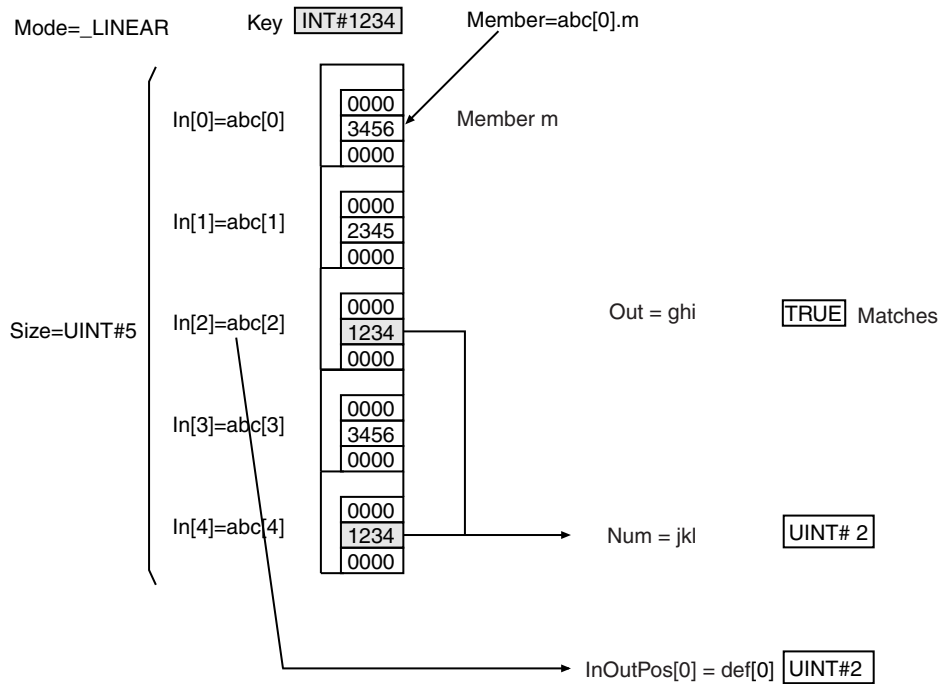 Mode=_LINEAR
Key INT#1234
Member=abc[0].m
In[0]=abc[0]
0000
3456
0000
Member m
In[1]=abc[1]
0000
2345
0000
Size=UINT#5
In[2]=abc[2]
0000
1234
0000
Out = ghi TRUE Matches
In[3]=abc[3]
0000
3456
0000
In[4]=abc[4]
0000
1234
0000
Num = jkl UINT# 2
InOutPos[0] = def[0] UINT#2